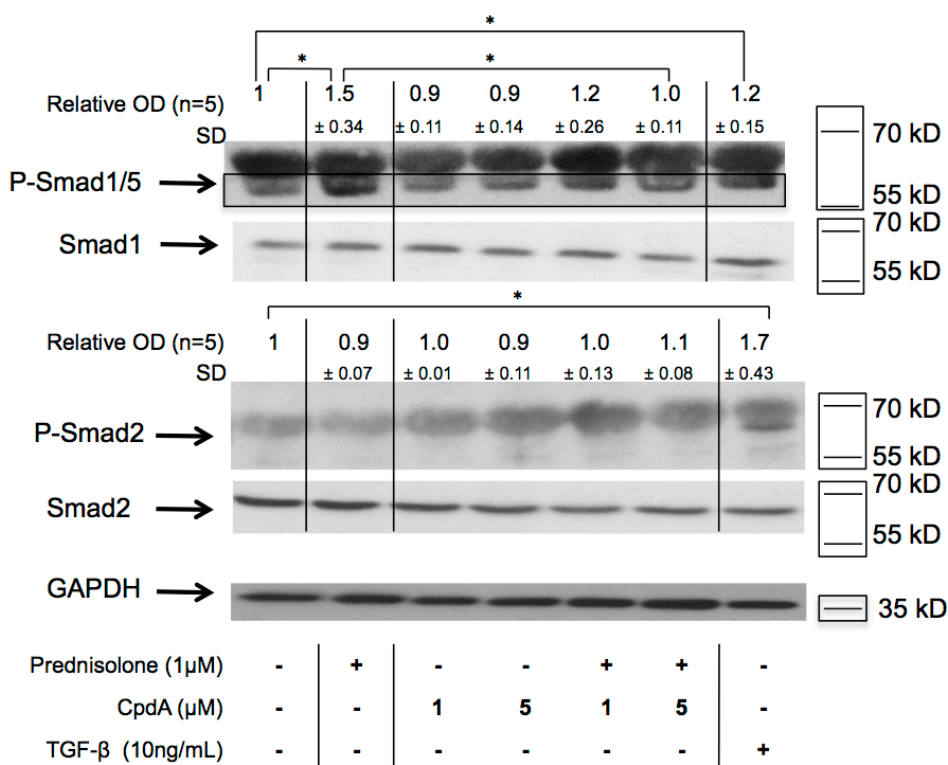 *
* *
1 1.5 0.9 0.9 1.2 1.0 1.2
Relative OD (n=5)
SD ± 0.34 ± 0.11 ± 0.14 ± 0.26 ± 0.11 ± 0.15
70 kD
P-Smad1/5
55 kD
70 kD
Smad1
55 kD
*
Relative OD (n=5) 1 0.9 1.0 0.9 1.0 1.1 1.7
SD ± 0.07 ± 0.01 ± 0.11 ± 0.13 ± 0.08 ± 0.43
70 kD
P-Smad2
55 kD
70 kD
Smad2
55 kD
GAPDH
35 kD
Prednisolone (1µM) - + - - + + -
CpdA (µM) - - 1 5 1 5 -
TGF-β (10ng/mL) - - - - - - +